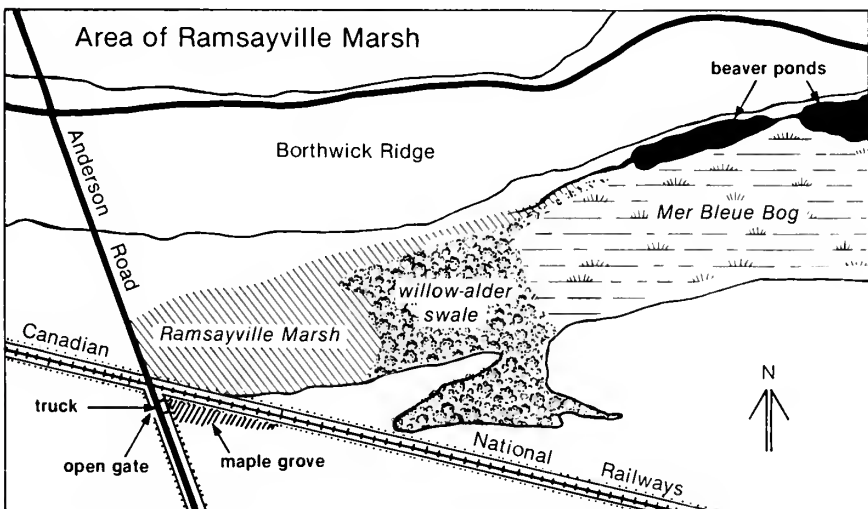 Area of Ramsayville Marsh
beaver ponds
Anderson Road
Borthwick Ridge
Mer Bleue Bog
willow-alder
swale
Ramsayville Marsh
Canadian National Railways
truck
open gate
maple grove
N